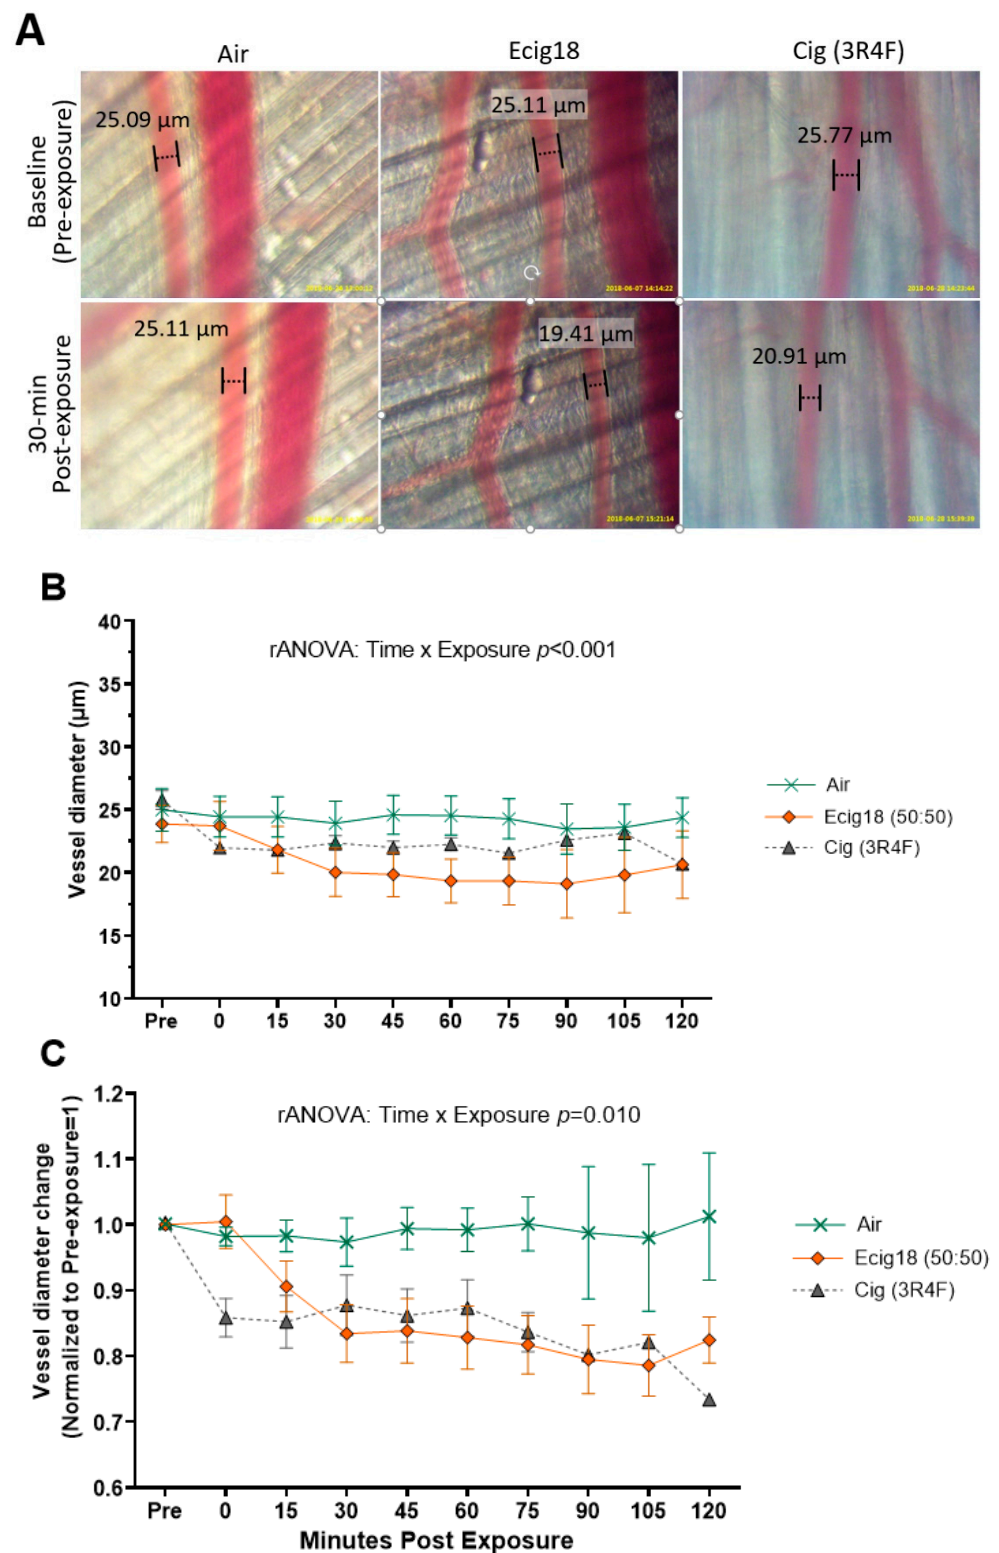 A
Air
Ecig18
Cig (3R4F)
Baseline
(Pre-exposure)
25.09 µm
25.11 µm
25.77 µm
2018-06-07 14:14:22
2018-06-28 14:23:44
30-min
Post-exposure
25.11 µm
19.41 µm
20.91 µm
2018-06-07 15:21:14
2018-06-28 15:39:39
B
rANOVA: Time x Exposure p<0.001
Vessel diameter (µm)
40
35
30
25
20
15
10
Pre 0 15 30 45 60 75 90 105 120
Air
Ecig18 (50:50)
Cig (3R4F)
C
rANOVA: Time x Exposure p=0.010
Vessel diameter change
(Normalized to Pre-exposure=1)
1.2
1.1
1.0
0.9
0.8
0.7
0.6
Pre 0 15 30 45 60 75 90 105 120
Minutes Post Exposure
Air
Ecig18 (50:50)
Cig (3R4F)